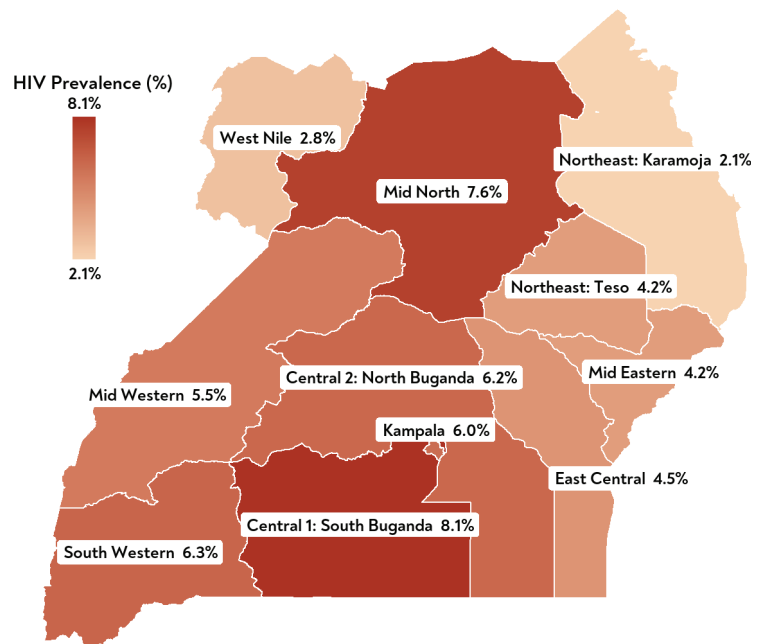 HIV Prevalence (%)
8.1%
2.1%
West Nile 2.8%
Northeast: Karamoja 2.1%
Mid North 7.6%
Northeast: Teso 4.2%
Mid Eastern 4.2%
Central 2: North Buganda 6.2%
Mid Western 5.5%
Kampala 6.0%
East Central 4.5%
Central 1: South Buganda 8.1%
South Western 6.3%